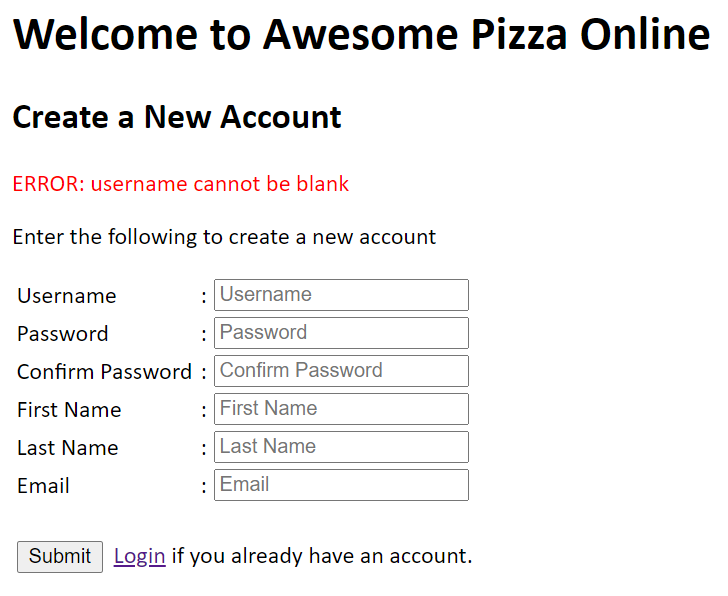 Welcome to Awesome Pizza Online
Create a New Account
ERROR: username cannot be blank
Enter the following to create a new account
Username : Username
Password : Password
Confirm Password : Confirm Password
First Name : First Name
Last Name : Last Name
Email : Email
Submit Login if you already have an account.